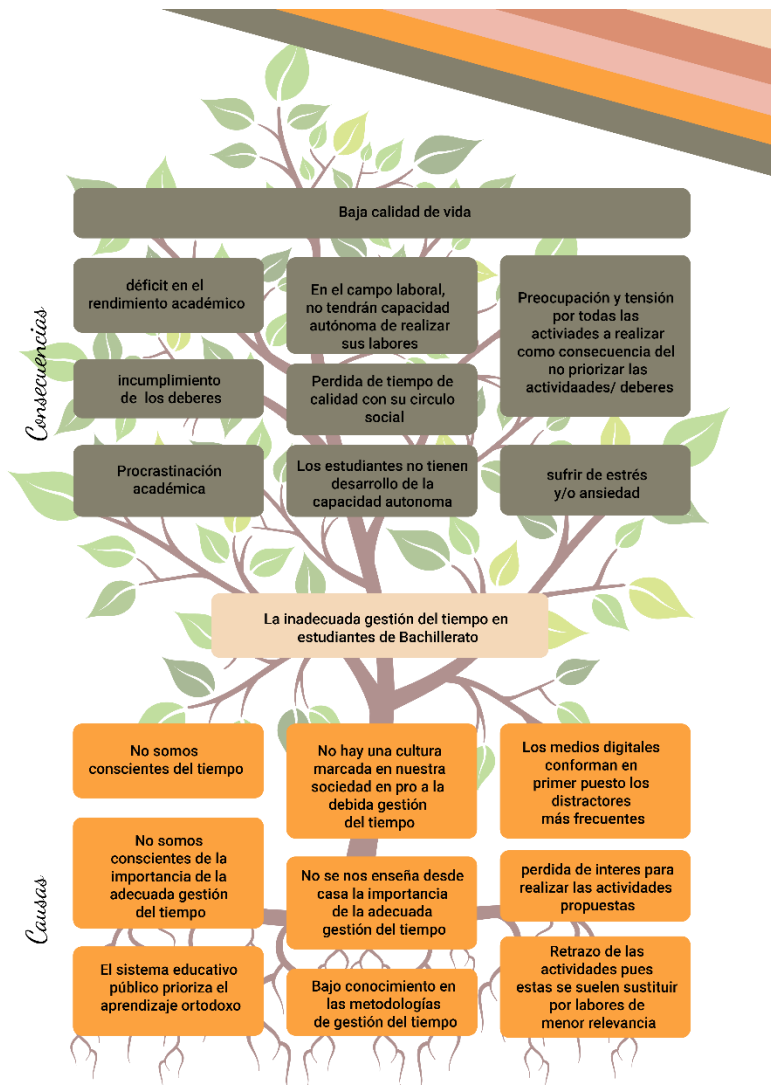 Baja calidad de vida
Consecuencias
déficit en el
rendimiento académico
En el campo laboral,
no tendrán capacidad
autónoma de realizar
sus labores
Preocupación y tensión
por todas las
activiades a realizar
como consecuencia del
no priorizar las
actividaades/ deberes
incumplimiento
de los deberes
Perdida de tiempo de
calidad con su circulo
social
Procrastinación
académica
Los estudiantes no tienen
desarrollo de la
capacidad autonoma
sufrir de estrés
y/o ansiedad
La inadecuada gestión del tiempo en
estudiantes de Bachillerato
Causas
No somos
conscientes del tiempo
No hay una cultura
marcada en nuestra
sociedad en pro a la
debida gestión
del tiempo
Los medios digitales
conforman en
primer puesto los
distractores
más frecuentes
No somos
conscientes de la
importancia de la
adecuada gestión
del tiempo
No se nos enseña desde
casa la importancia
de la adecuada
gestión del tiempo
perdida de interes para
realizar las actividades
propuestas
El sistema educativo
público prioriza el
aprendizaje ortodoxo
Bajo conocimiento en
las metodologías
de gestión del tiempo
Retrazo de las
actividades pues
estas se suelen sustituir
por labores de
menor relevancia